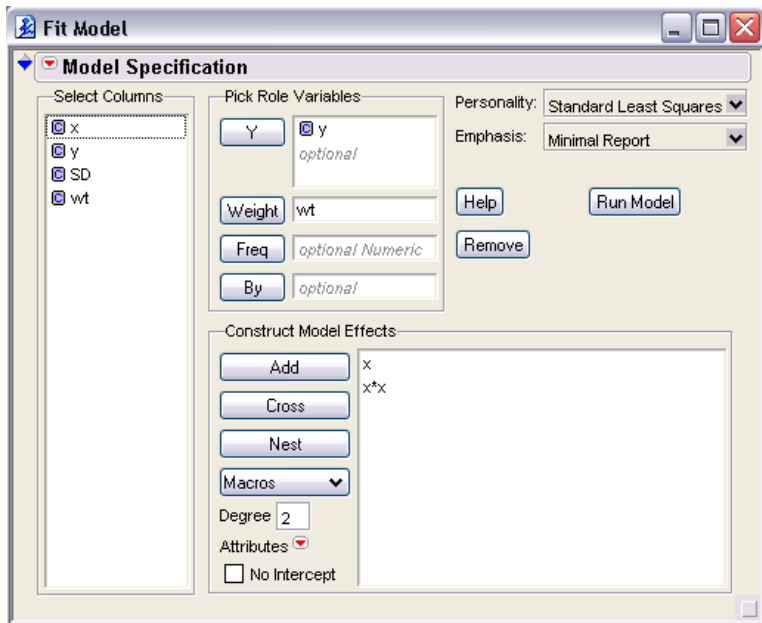 Fit Model
Model Specification
Select Columns
x
y
SD
wt
Pick Role Variables
Y
y
optional
Weight
wt
Freq
optional Numeric
By
optional
Personality:
Standard Least Squares
Emphasis:
Minimal Report
Help
Run Model
Remove
Construct Model Effects
Add
Cross
Nest
Macros
Degree 2
Attributes
No Intercept
x
x*x